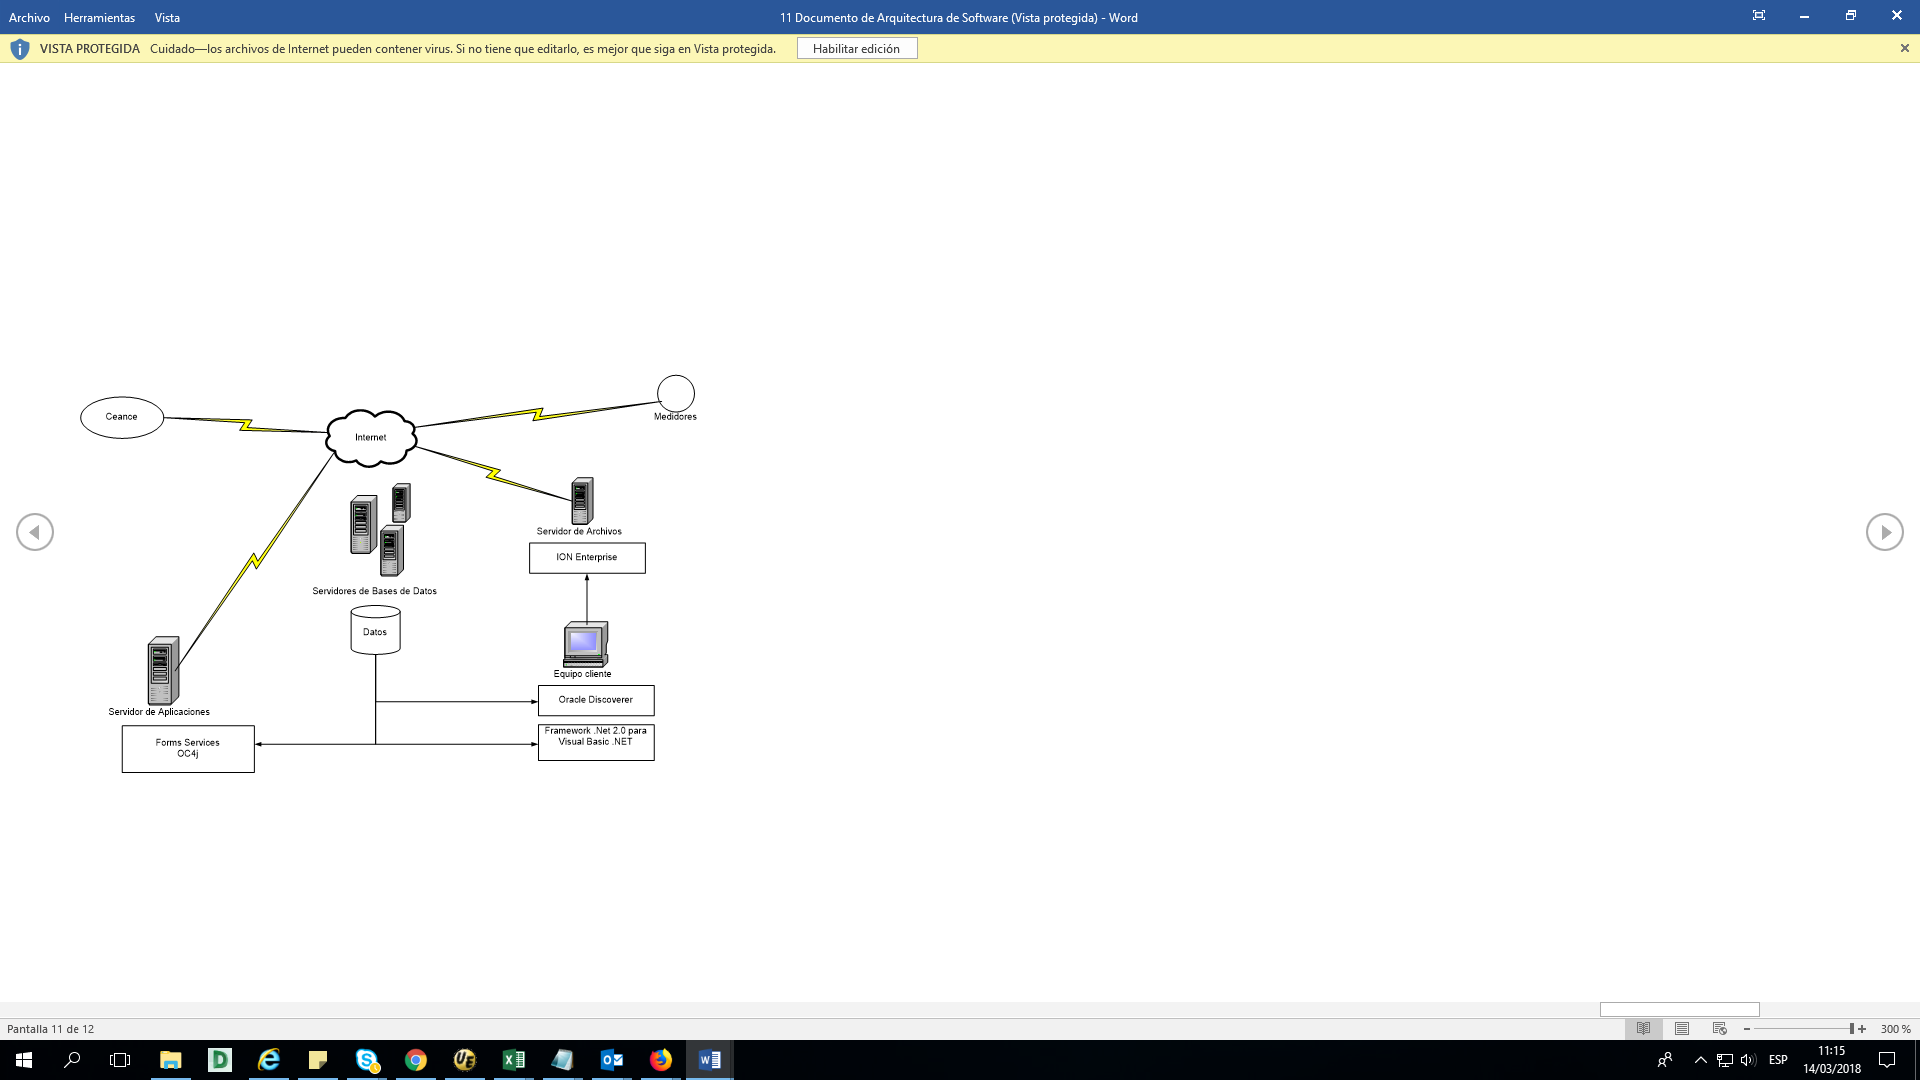 Archivo Herramientas Vista
11 Documento de Arquitectura de Software (Vista protegida) - Word
VISTA PROTEGIDA Cuidado—los archivos de Internet pueden contener virus. Si no tiene que editarlo, es mejor que siga en Vista protegida. Habilitar edición
Ceance
Internet
Medidores
Servidor de Archivos
ION Enterprise
Servidores de Bases de Datos
Datos
Equipo cliente
Oracle Discoverer
Servidor de Aplicaciones
Forms Services
OC4j
Framework .Net 2.0 para
Visual Basic .NET
Pantalla 11 de 12
300 %
ESP
11:15
14/03/2018